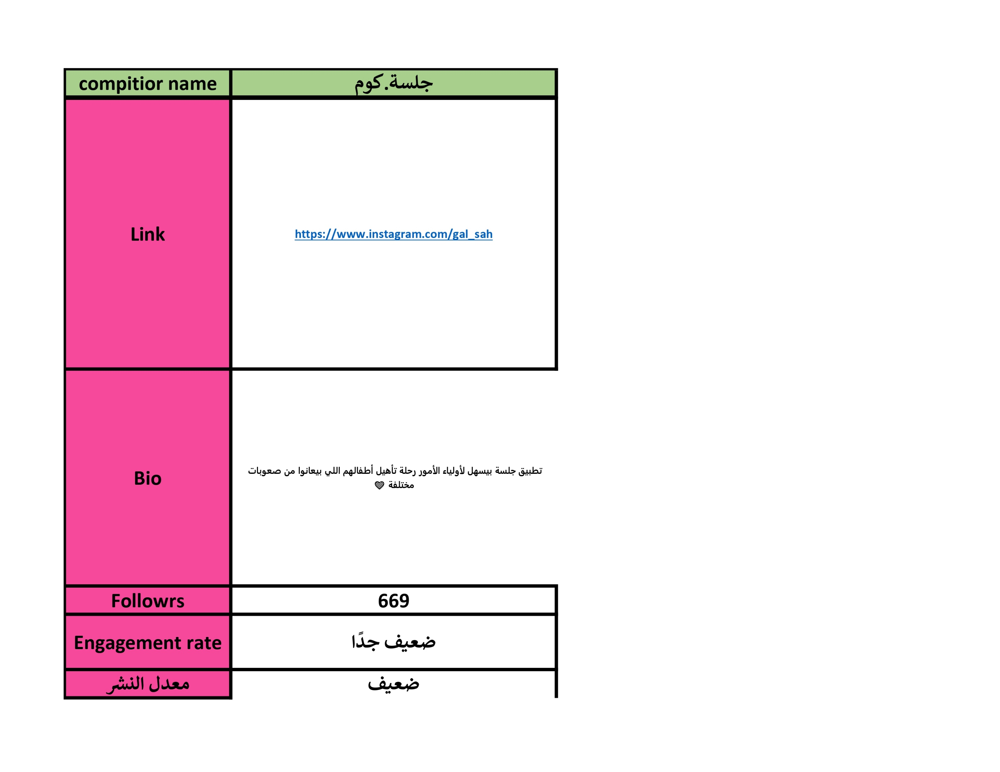 compitior name
جلسة.كوم
Link
https://www.instagram.com/gal_sah
Bio
تطبيق جلسة بيسهل لأولياء الأمور رحلة تأهيل أطفالهم اللي بيعانوا من صعوبات
مختلفة 💜
Followrs
669
Engagement rate
ضعيف جدًا
معدل النشر
ضعيف